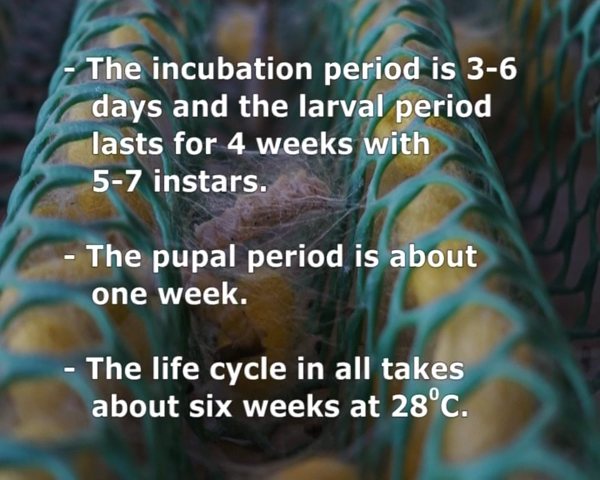 - The incubation period is 3-6
days and the larval period
lasts for 4 weeks with
5-7 instars.
- The pupal period is about
one week.
- The life cycle in all takes
about six weeks at 28⁰C.